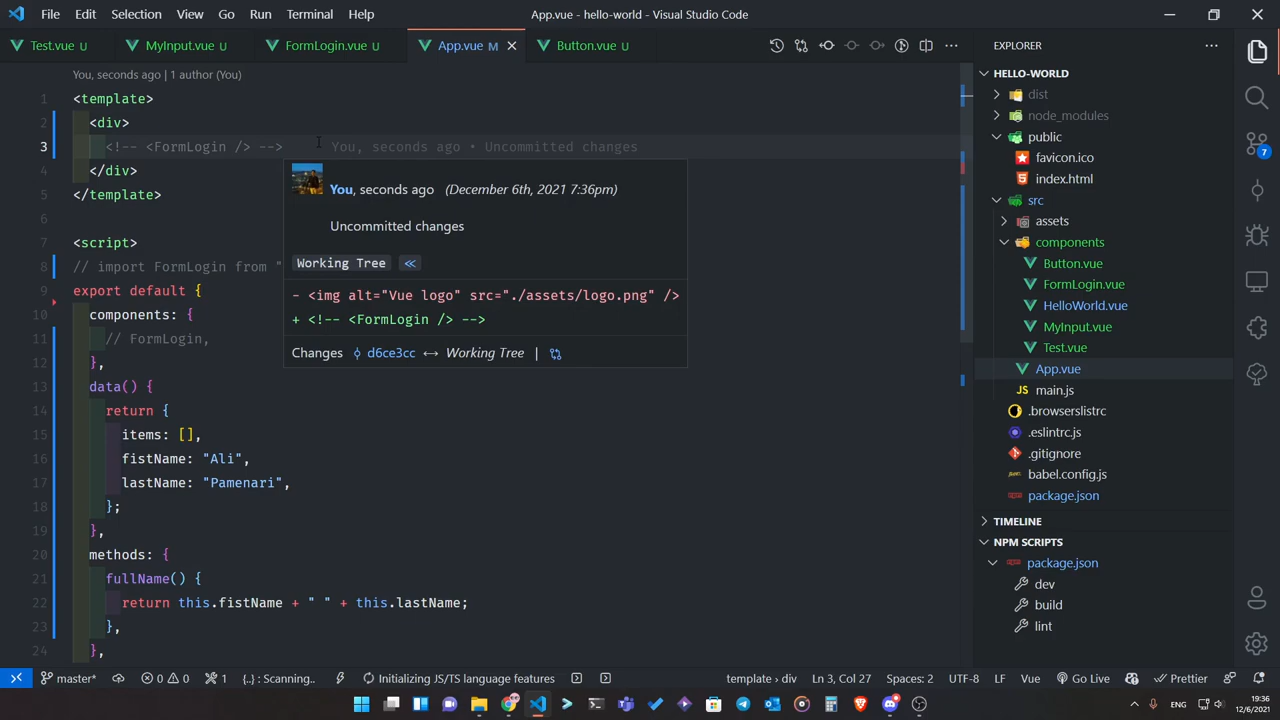 File Edit Selection View Go Run Terminal Help App.vue - hello-world - Visual Studio Code
Test.vue U MyInput.vue U FormLogin.vue U App.vue M Button.vue U
EXPLORER
You, seconds ago | 1 author (You)
1 <template>
2 <div>
3 <!-- <FormLogin /> --> You, seconds ago • Uncommitted changes
4 </div>
5 </template>
6
7 <script>
8 // import FormLogin from "
9 export default {
10 components: {
11 // FormLogin,
12 },
13 data() {
14 return {
15 items: [],
16 fistName: "Ali",
17 lastName: "Pamenari",
18 };
19 },
20 methods: {
21 fullName() {
22 return this.fistName + " " + this.lastName;
23 },
24 },
You, seconds ago (December 6th, 2021 7:36pm)
Uncommitted changes
Working Tree
- <img alt="Vue logo" src="./assets/logo.png" />
+ <!-- <FormLogin /> -->
Changes d6ce3cc ↔ Working Tree |
HELLO-WORLD
dist
node_modules
public
favicon.ico
index.html
src
assets
components
Button.vue
FormLogin.vue
HelloWorld.vue
MyInput.vue
Test.vue
App.vue
JS main.js
.browserslistrc
.eslintrc.js
.gitignore
babel.config.js
package.json
TIMELINE
NPM SCRIPTS
package.json
dev
build
lint
7
master* 0 0 1 {..} : Scanning.. Initializing JS/TS language features template › div Ln 3, Col 27 Spaces: 2 UTF-8 LF Vue Go Live Prettier
ENG 19:36
12/6/2021